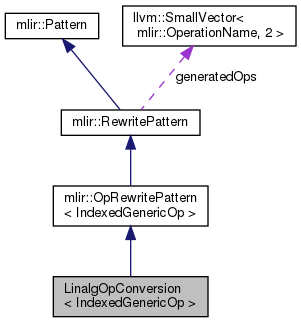 mlir::Pattern
llvm::SmallVector<
mlir::OperationName, 2 >
generatedOps
mlir::RewritePattern
mlir::OpRewritePattern
< IndexedGenericOp >
LinalgOpConversion
< IndexedGenericOp >